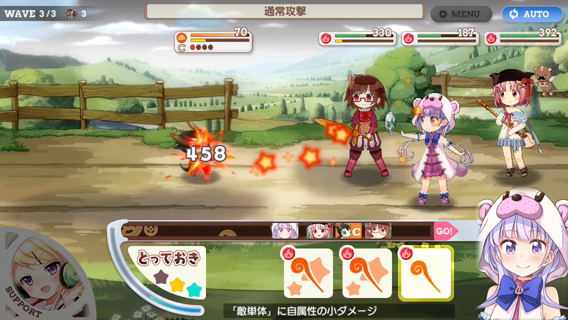 WAVE 3/3
3
通常攻撃
MENU
AUTO
70
C
330
187
392
458
C
GO!
とっておき
SUPPORT
「敵単体」に自属性の小ダメージ